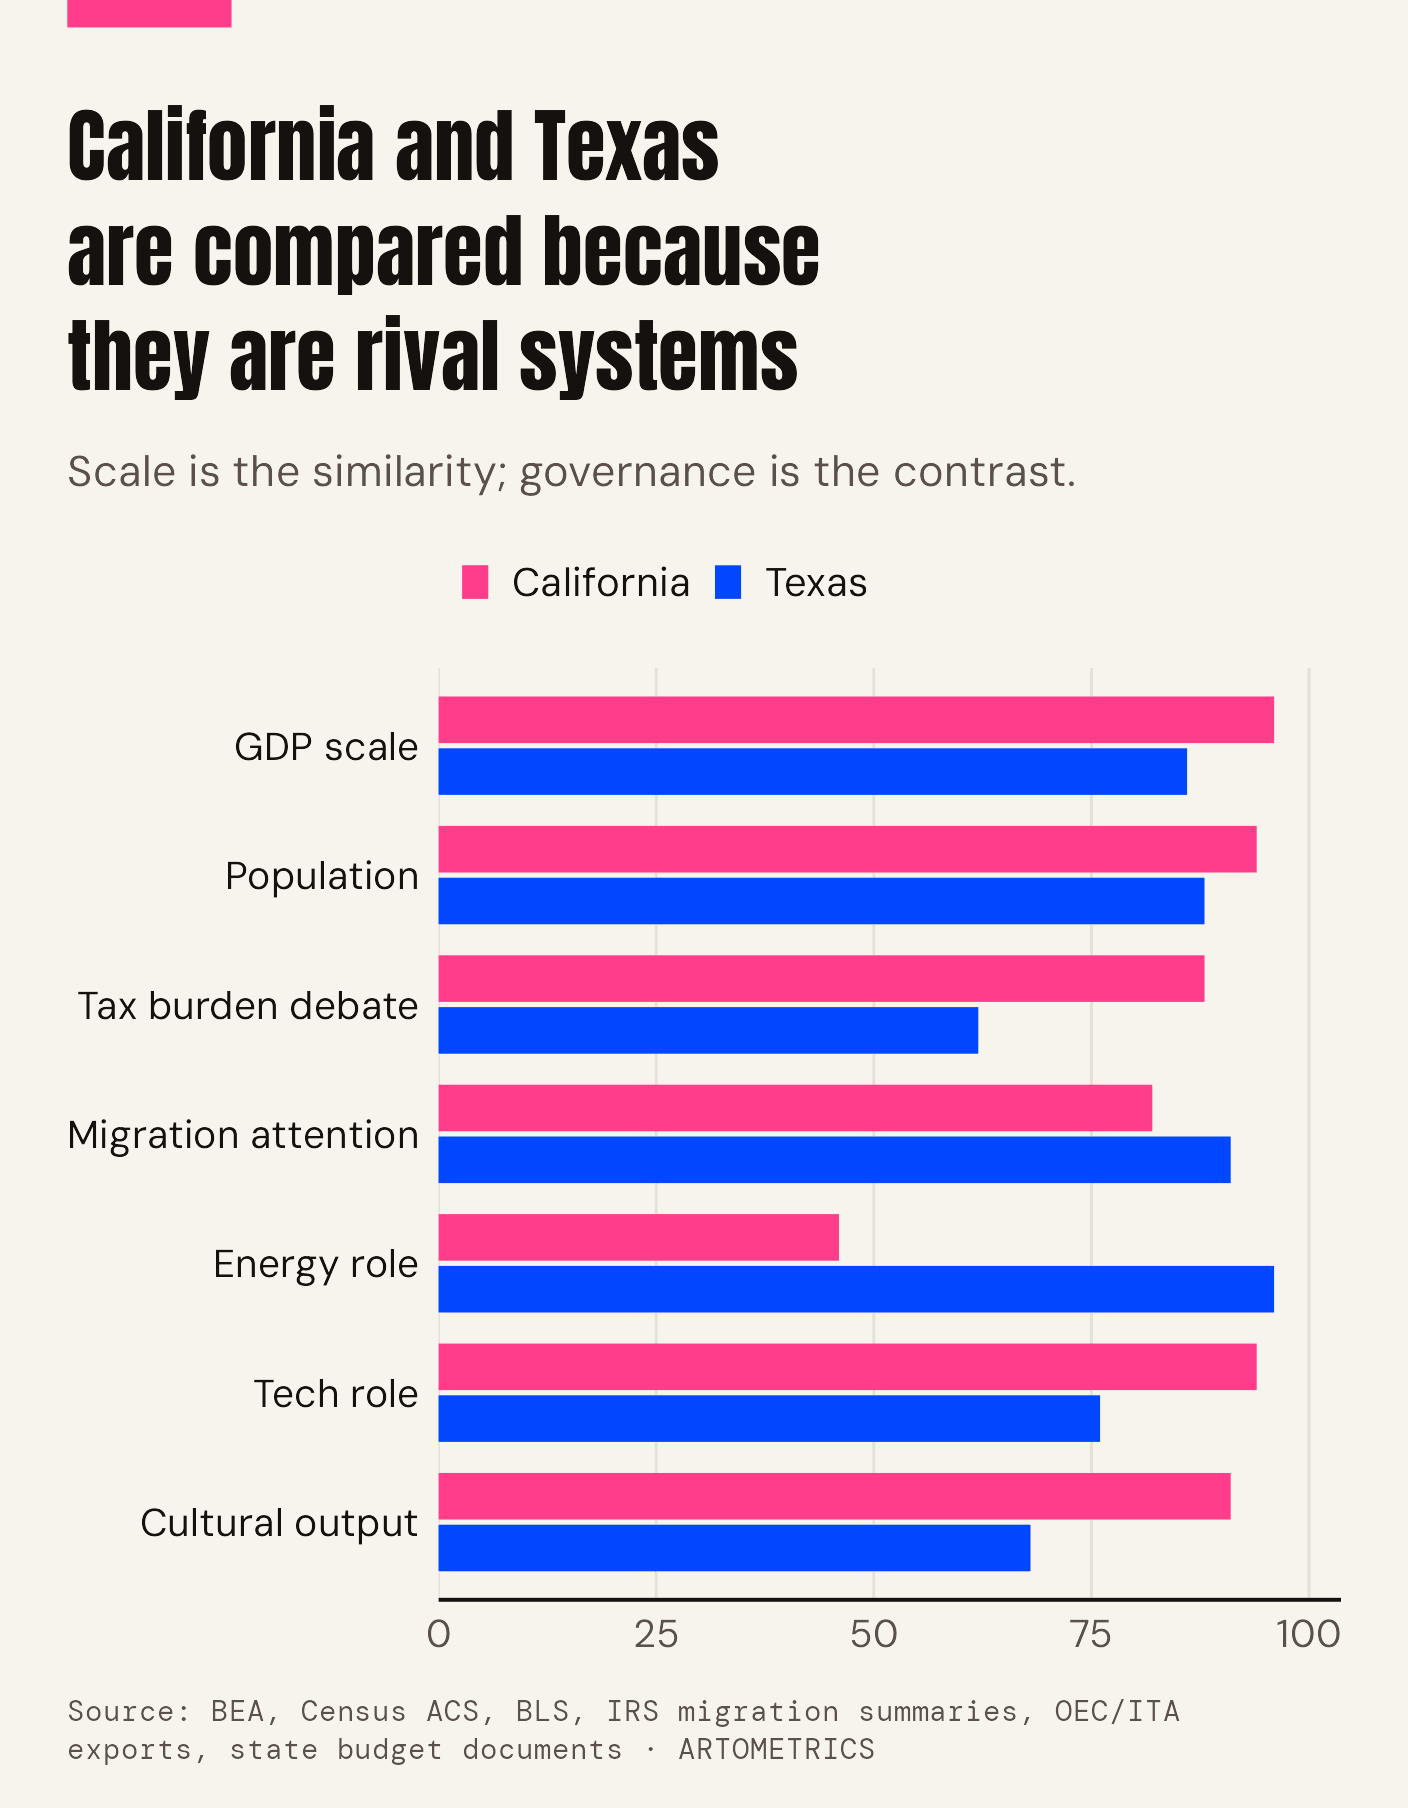 California and Texas
are compared because
they are rival systems
Scale is the similarity; governance is the contrast.
California Texas
GDP scale
Population
Tax burden debate
Migration attention
Energy role
Tech role
Cultural output
0 25 50 75 100
Source: BEA, Census ACS, BLS, IRS migration summaries, OEC/ITA
exports, state budget documents · ARTOMETRICS